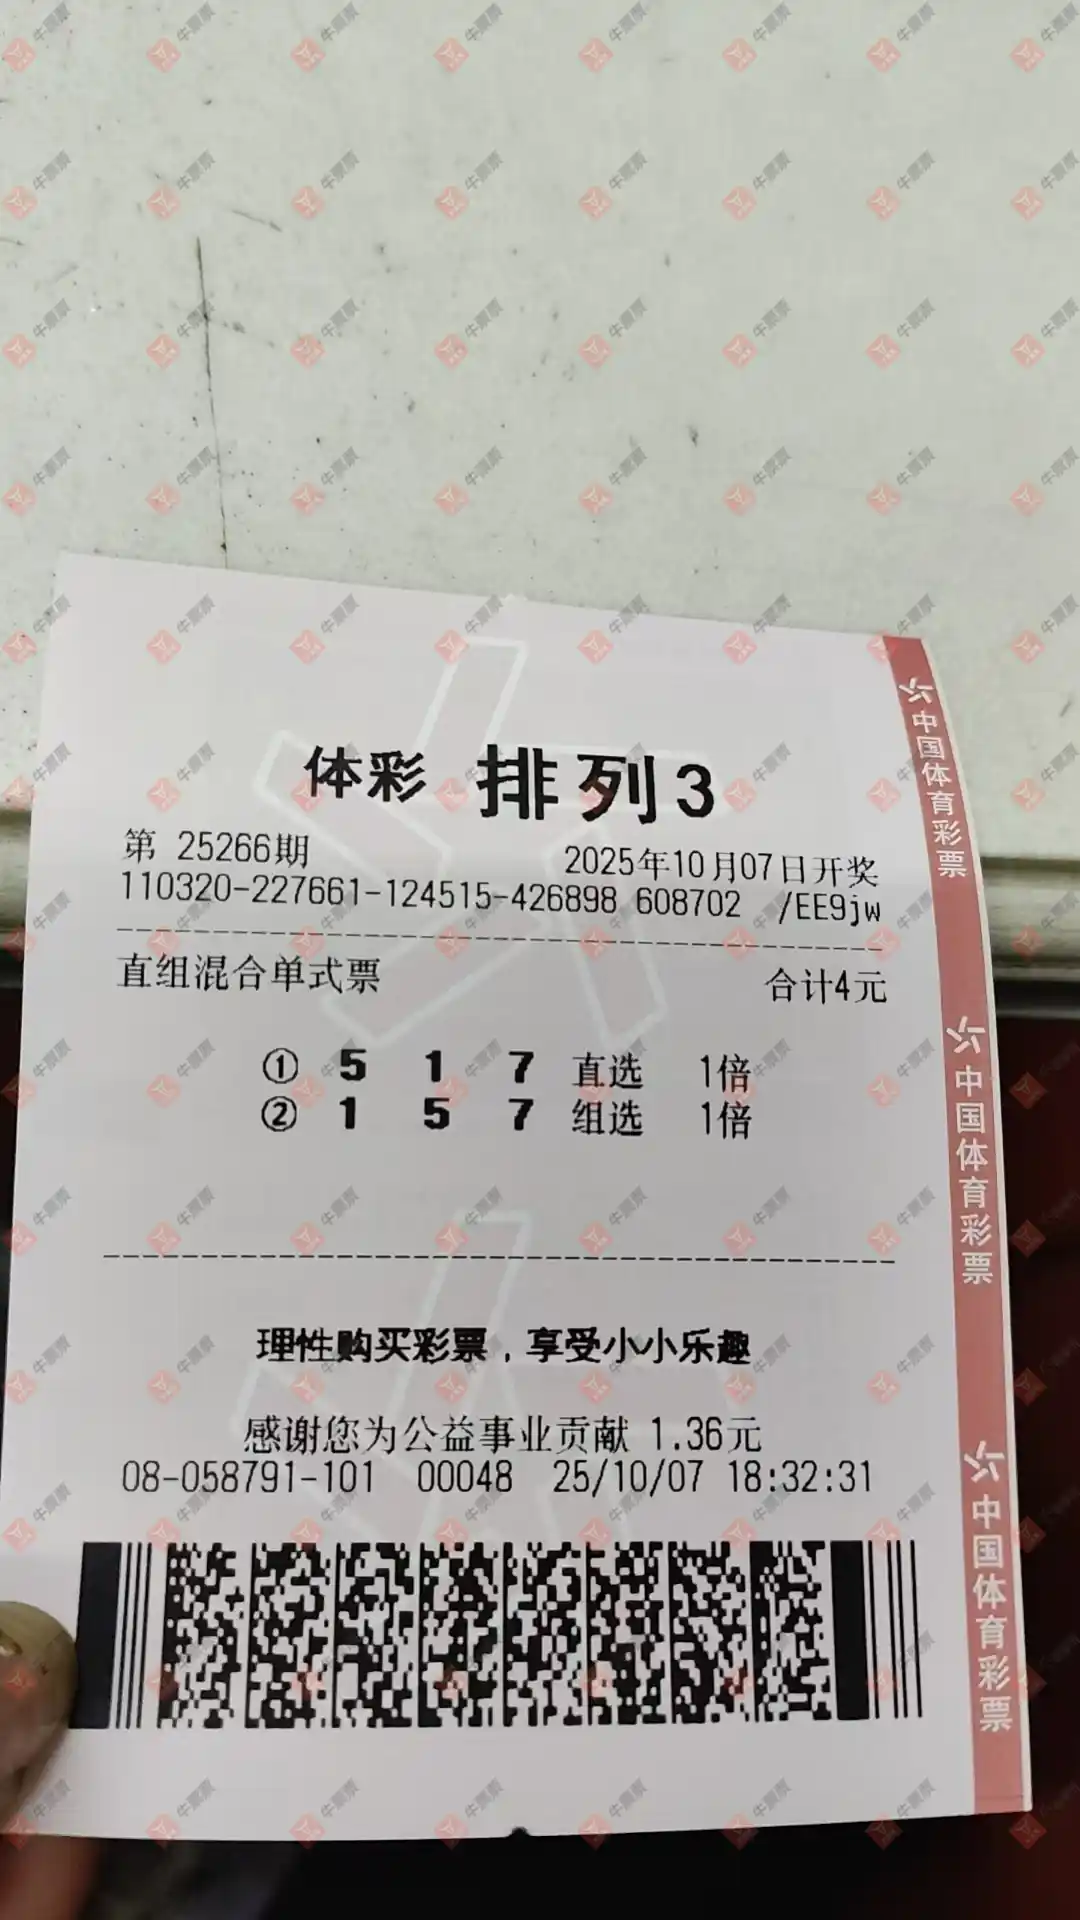 体彩 排列3
第 25266期 2025年10月07日开奖
110320-227661-124515-426898 608702 /EE9jw
直组混合单式票 合计4元
① 5 1 7 直选 1倍
② 1 5 7 组选 1倍
理性购买彩票，享受小小乐趣
感谢您为公益事业贡献 1.36元
08-058791-101 00048 25/10/07 18:32:31
中国体育彩票
中国体育彩票
中国体育彩票
牛票票